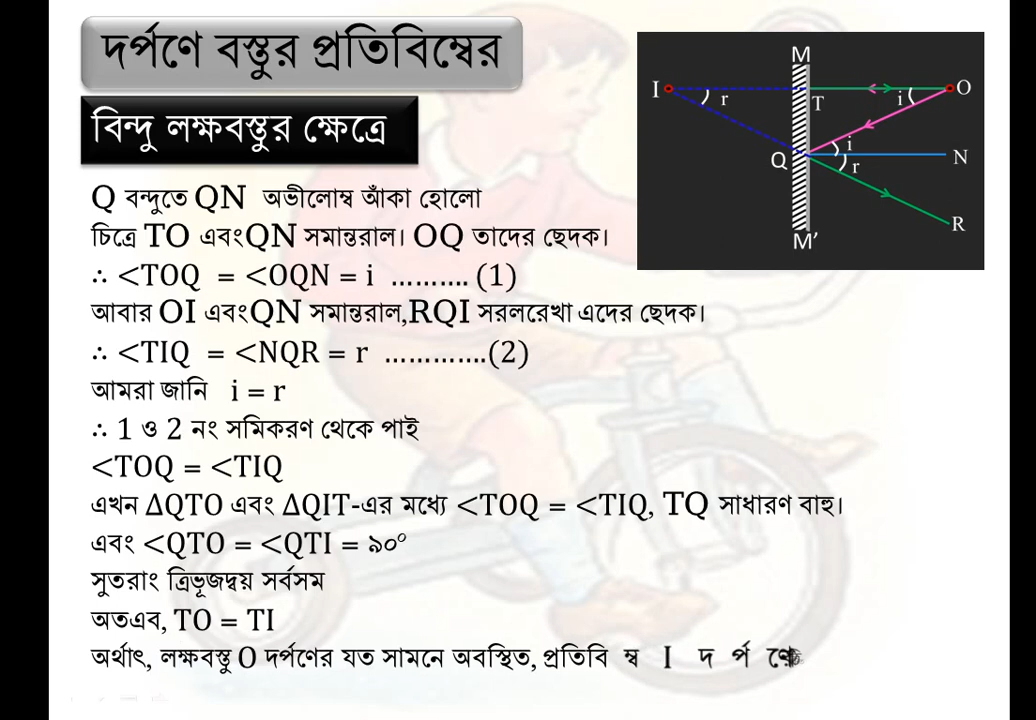 দর্পণে বস্তুর প্রতিবিম্বের
বিন্দু লক্ষবস্তুর ক্ষেত্রে
M
I
r
T
i
O
Q
i
r
N
R
M’
Q বন্দুতে QN অভীলোম্ব আঁকা হোলো
চিত্রে TO এবংQN সমান্তরাল। OQ তাদের ছেদক।
∴ <TOQ = <OQN = i ………. (1)
আবার OI এবংQN সমান্তরাল,RQI সরলরেখা এদের ছেদক।
∴ <TIQ = <NQR = r ………….(2)
আমরা জানি i = r
∴ 1 ও 2 নং সমিকরণ থেকে পাই
<TOQ = <TIQ
এখন ΔQTO এবং ΔQIT-এর মধ্যে <TOQ = <TIQ, TQ সাধারণ বাহু।
এবং <QTO = <QTI = ৯০°
সুতরাং ত্রিভূজদ্বয় সর্বসম
অতএব, TO = TI
অর্থাৎ, লক্ষবস্তু O দর্পণের যত সামনে অবস্থিত, প্রতিবিম্ব I